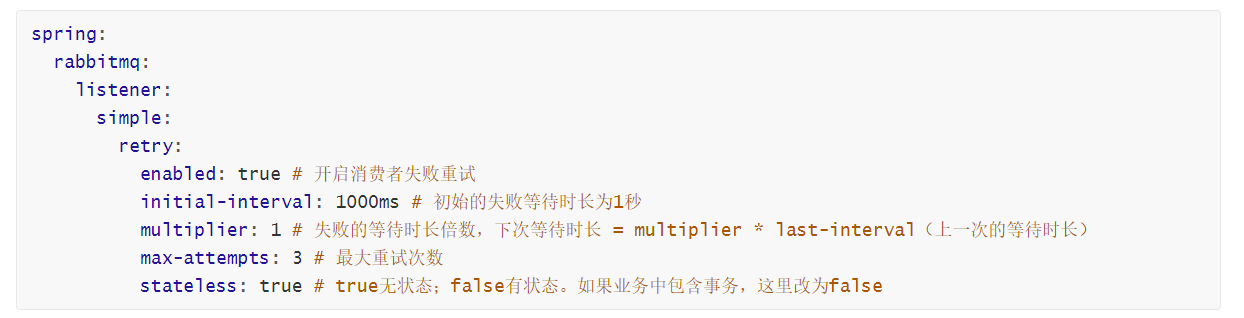 spring:
  rabbitmq:
    listener:
      simple:
        retry:
          enabled: true # 开启消费者失败重试
          initial-interval: 1000ms # 初始的失败等待时长为1秒
          multiplier: 1 # 失败的等待时长倍数，下次等待时长 = multiplier * last-interval（上一次的等待时长）
          max-attempts: 3 # 最大重试次数
          stateless: true # true无状态；false有状态。如果业务中包含事务，这里改为false